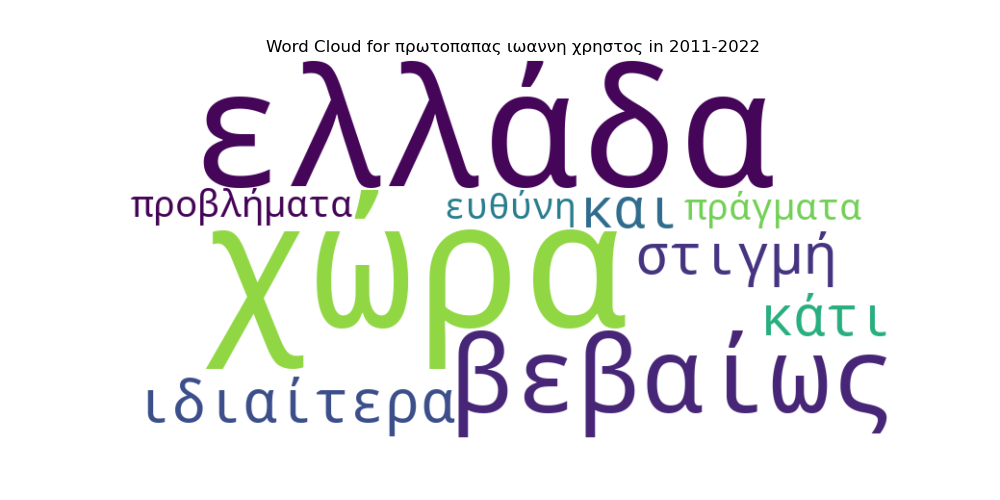 Word Cloud for πρωτοπαπας ιωαννη χρηστος in 2011-2022
ελλάδα
προβλήματα ευθύνη και πράγματα
χώρα στιγμή
κάτι
βεβαίως
ιδιαίτερα